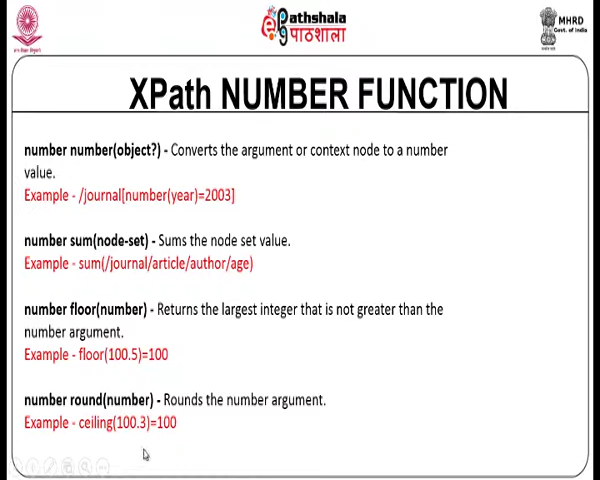 Pathshala
पाठशाला
MHRD
Govt. of India
XPath NUMBER FUNCTION
number number(object?) - Converts the argument or context node to a number
value.
Example - /journal[number(year)=2003]
number sum(node-set) - Sums the node set value.
Example - sum(/journal/article/author/age)
number floor(number) - Returns the largest integer that is not greater than the
number argument.
Example - floor(100.5)=100
number round(number) - Rounds the number argument.
Example - ceiling(100.3)=100